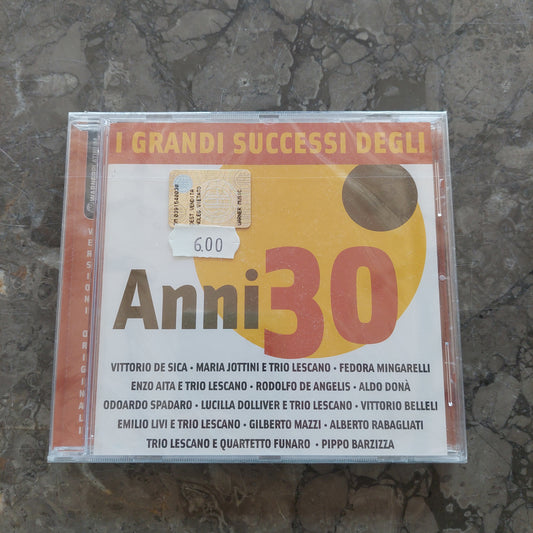 I GRANDI SUCCESSI DEGLI
6.00
Anni 30
VITTORIO DE SICA • MARIA JOTTINI E TRIO LESCANO • FEDORA MINGARELLI
ENZO AITA E TRIO LESCANO • RODOLFO DE ANGELIS • ALDO DONÀ
ODOARDO SPADARO • LUCILLA DOLLIVER E TRIO LESCANO • VITTORIO BELLELI
EMILIO LIVI E TRIO LESCANO • GILBERTO MAZZI • ALBERTO RABAGLIATI
TRIO LESCANO E QUARTETTO FUNARO • PIPPO BARZIZZA
VERSIONI ORIGINALI